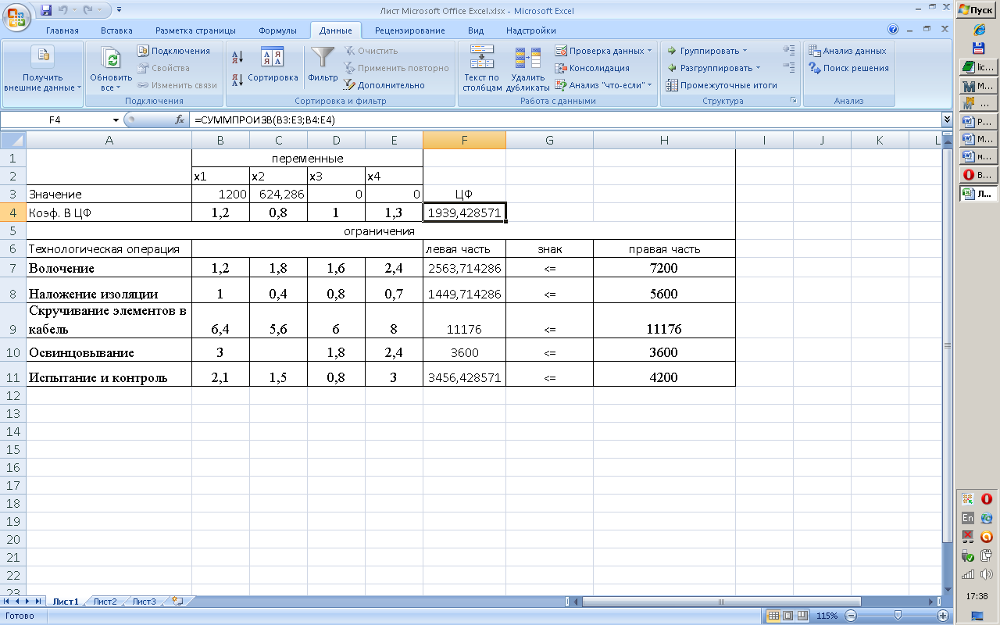 Лист Microsoft Office Excel.xlsx - Microsoft Excel
Пуск
Главная Вставка Разметка страницы Формулы Данные Рецензирование Вид Надстройки
Получить внешние данные
Обновить все
Подключения
Свойства
Изменить связи
Подключения
Сортировка
Фильтр
Очистить
Применить повторно
Дополнительно
Сортировка и фильтр
Текст по столбцам
Удалить дубликаты
Проверка данных
Консолидация
Анализ "что-если"
Работа с данными
Группировать
Разгруппировать
Промежуточные итоги
Структура
Анализ данных
Поиск решения
Анализ
F4 fx =СУММПРОИЗВ(B3:E3;B4:E4)
A B C D E F G H I J K L
1 переменные
2 x1 x2 x3 x4
3 Значение 1200 624,286 0 0 ЦФ
4 Коэф. В ЦФ 1,2 0,8 1 1,3 1939,428571
5 ограничения
6 Технологическая операция левая часть знак правая часть
7 Волочение 1,2 1,8 1,6 2,4 2563,714286 <= 7200
8 Наложение изоляции 1 0,4 0,8 0,7 1449,714286 <= 5600
Скручивание элементов в
9 кабель 6,4 5,6 6 8 11176 <= 11176
10 Освинцовывание 3 1,8 2,4 3600 <= 3600
11 Испытание и контроль 2,1 1,5 0,8 3 3456,428571 <= 4200
12
13
14
15
16
17
18
19
20
21
22
23
Лист1 Лист2 Лист3
Готово 115%
lic...
M...
...
P...
M...
м...
B...
Л...
En
17:38